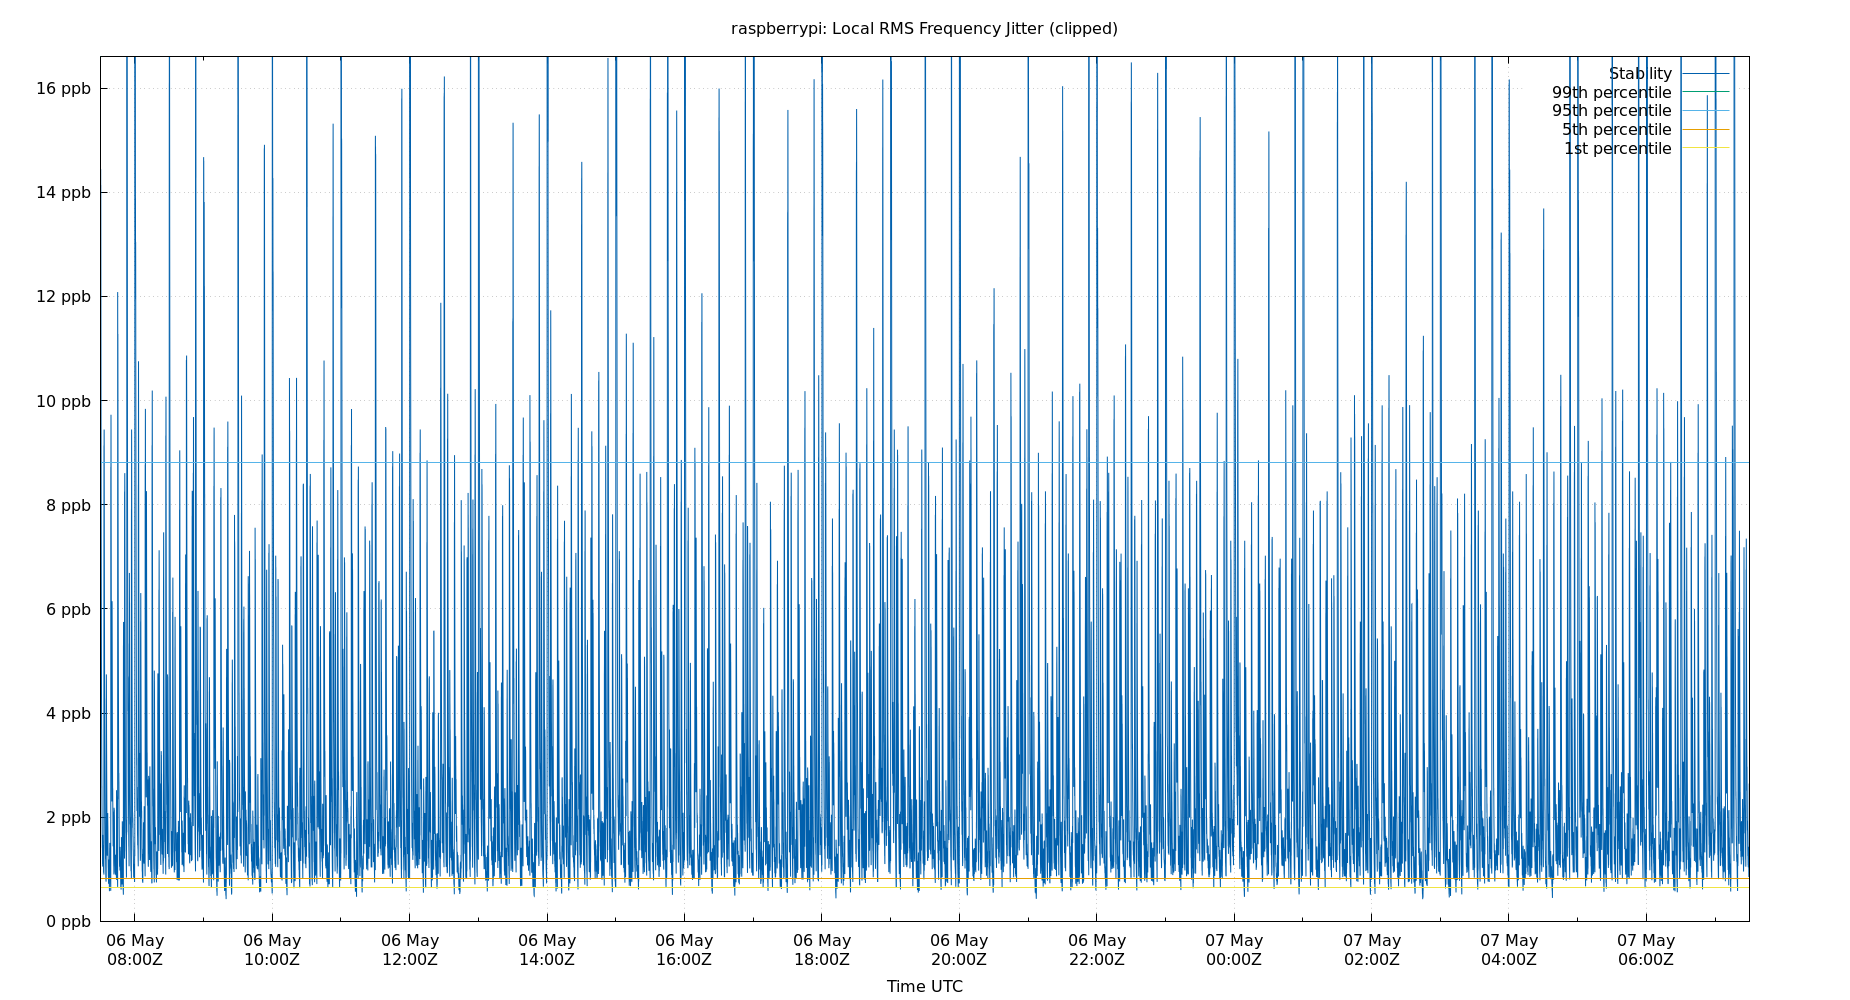 raspberrypi: Local RMS Frequency Jitter (clipped)
16 ppb
14 ppb
12 ppb
10 ppb
8 ppb
6 ppb
4 ppb
2 ppb
0 ppb
Stability
99th percentile
95th percentile
5th percentile
1st percentile
06 May 06 May 06 May 06 May 06 May 06 May 06 May 06 May 07 May 07 May 07 May 07 May
08:00Z 10:00Z 12:00Z 14:00Z 16:00Z 18:00Z 20:00Z 22:00Z 00:00Z 02:00Z 04:00Z 06:00Z
Time UTC